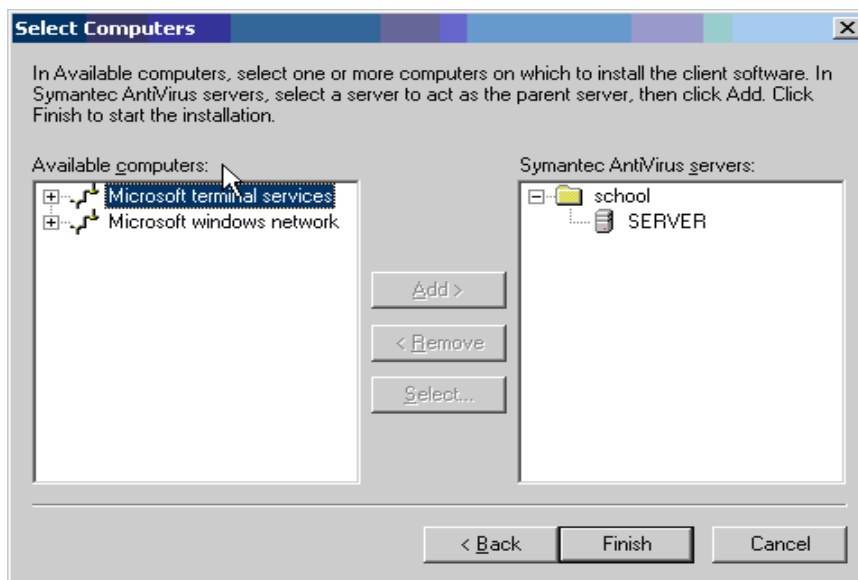 Select Computers
In Available computers, select one or more computers on which to install the client software. In
Symantec AntiVirus servers, select a server to act as the parent server, then click Add. Click
Finish to start the installation.
Available computers:
Microsoft terminal services
Microsoft windows network
Symantec AntiVirus servers:
school
SERVER
Add >
< Remove
Select...
< Back
Finish
Cancel